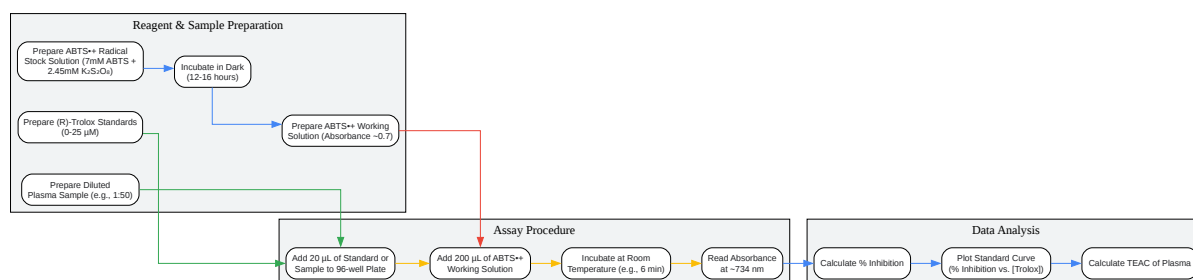 Reagent & Sample Preparation
Prepare ABTS•+ Radical
Stock Solution (7mM ABTS +
2.45mM K₂S₂O₈)
Incubate in Dark
(12-16 hours)
Prepare (R)-Trolox Standards
(0-25 µM)
Prepare ABTS•+ Working
Solution (Absorbance ~0.7)
Prepare Diluted
Plasma Sample (e.g., 1:50)
Assay Procedure
Add 20 µL of Standard or
Sample to 96-well Plate
Add 200 µL of ABTS•+
Working Solution
Incubate at Room
Temperature (e.g., 6 min)
Read Absorbance
at ~734 nm
Data Analysis
Calculate % Inhibition
Plot Standard Curve
(% Inhibition vs. [Trolox])
Calculate TEAC of Plasma